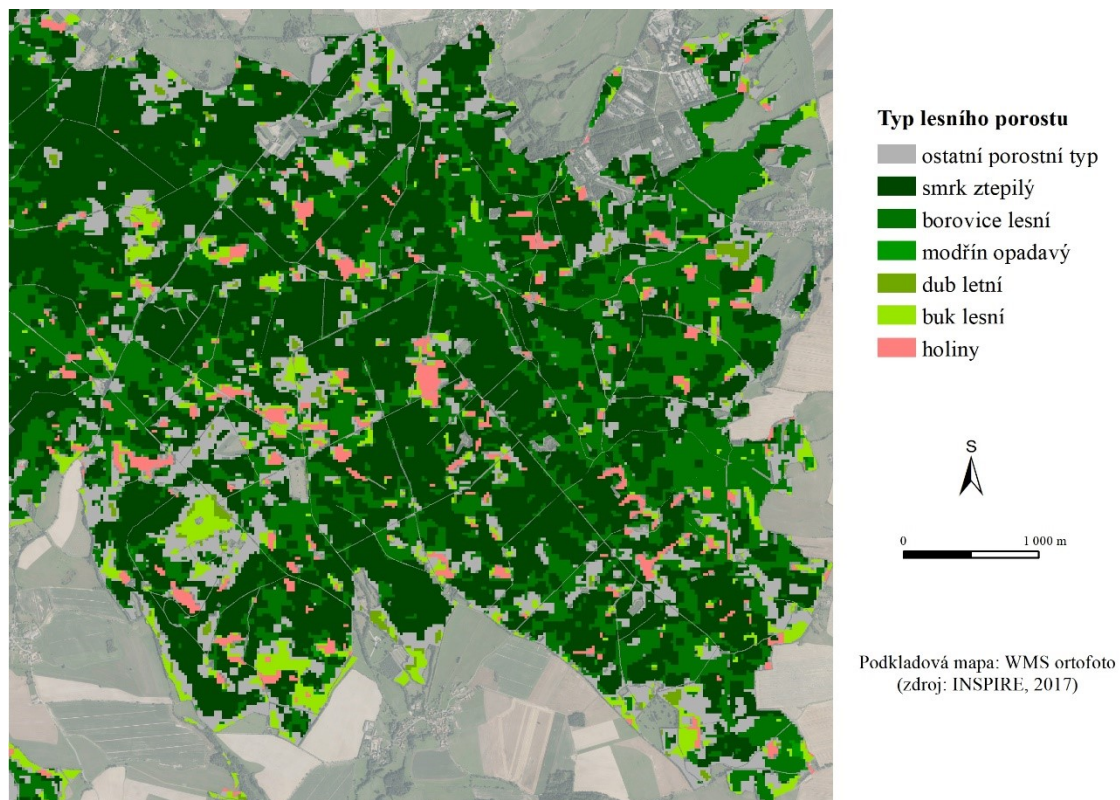 Typ lesního porostu
ostatní porostní typ
smrk ztepilý
borovice lesní
modřín opadavý
dub letní
buk lesní
holiny
S
0 1 000 m
Podkladová mapa: WMS ortofoto
(zdroj: INSPIRE, 2017)